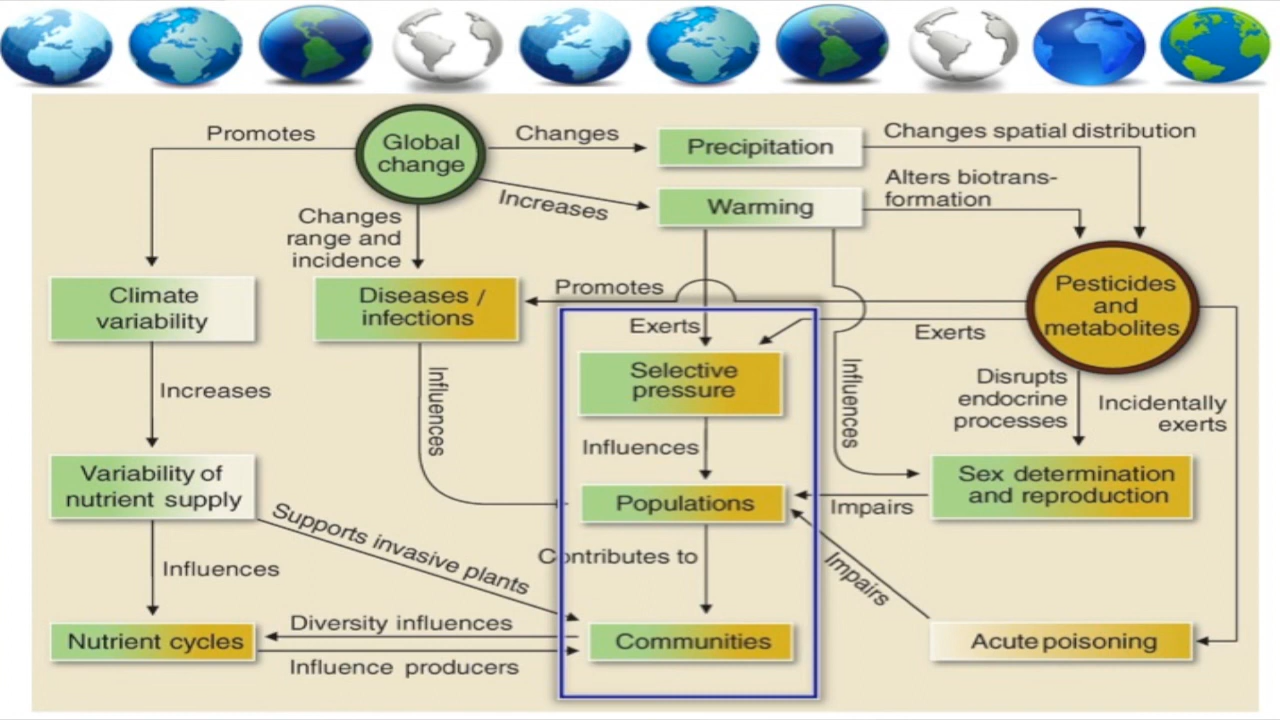 Promotes
Global
change
Changes
Precipitation
Changes spatial distribution
Increases
Warming
Alters biotrans-
formation
Changes
range and
incidence
Climate
variability
Diseases /
infections
Promotes
Pesticides
and
metabolites
Exerts
Exerts
Selective
pressure
Influences
Influences
Disrupts
endocrine
processes
Incidentally
exerts
Increases
Influences
Variability of
nutrient supply
Populations
Impairs
Sex determination
and reproduction
Supports invasive plants
Contributes to
Impairs
Influences
Nutrient cycles
Diversity influences
Influence producers
Communities
Acute poisoning